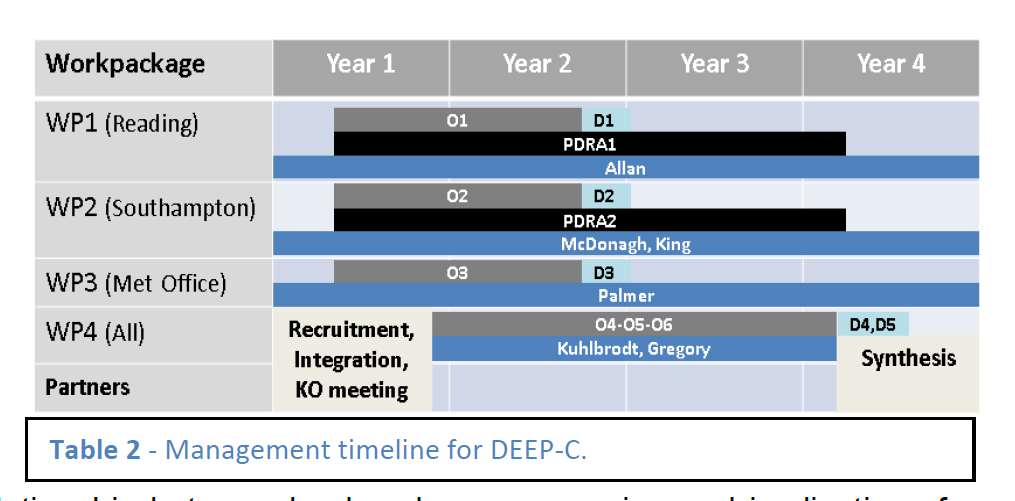 Workpackage Year 1 Year 2 Year 3 Year 4
WP1 (Reading)
O1 D1
PDRA1
Allan
WP2 (Southampton)
O2 D2
PDRA2
McDonagh, King
WP3 (Met Office)
O3 D3
Palmer
WP4 (All)
Recruitment,
Integration,
KO meeting
O4-O5-O6 D4,D5
Kuhlbrodt, Gregory
Synthesis
Partners
Table 2 - Management timeline for DEEP-C.